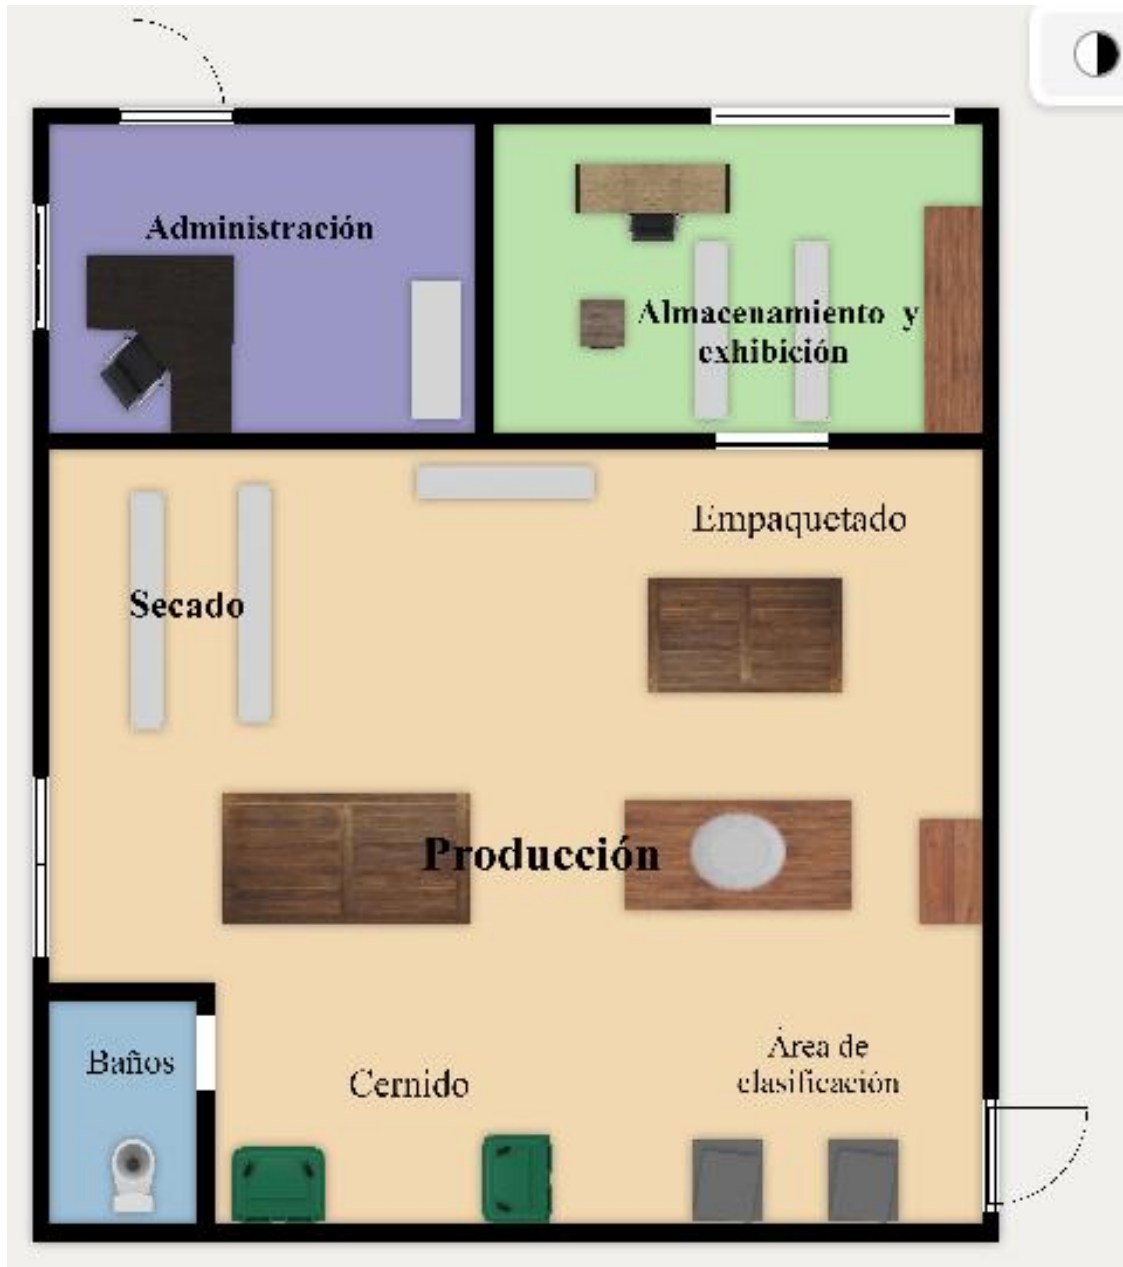 Administración
Almacenamiento y
exhibición
Empaquetado
Secado
Producción
Baños
Cernido
Área de
clasificación